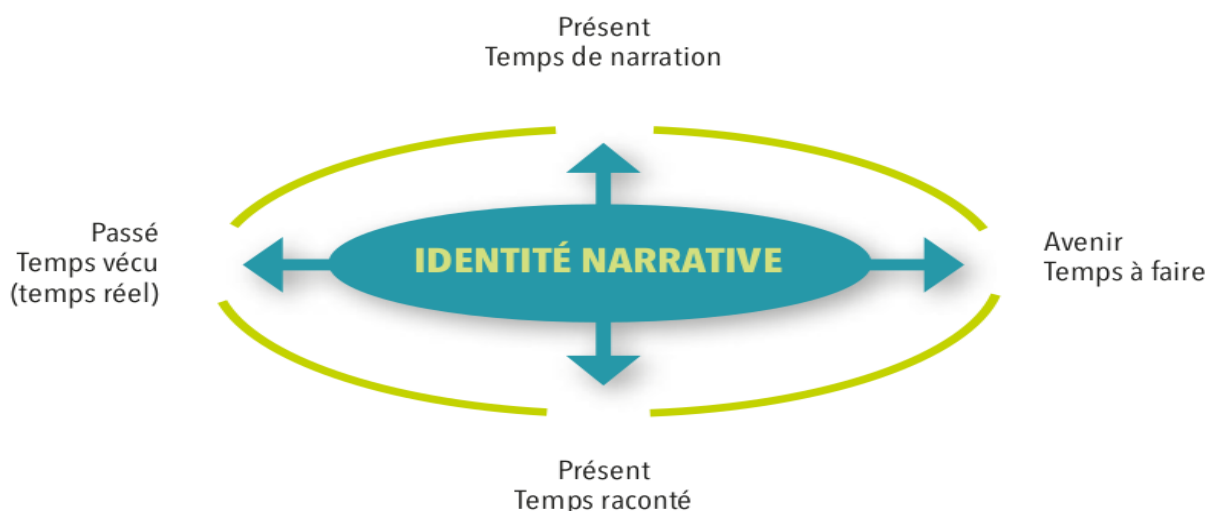 Présent
Temps de narration
Passé
Temps vécu
(temps réel)
IDENTITÉ NARRATIVE
Avenir
Temps à faire
Présent
Temps raconté